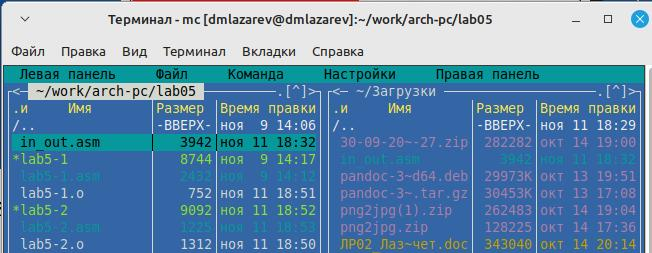 Терминал - mc [dmlazarev@dmlazarev]:~/work/arch-pc/lab05
Файл Правка Вид Терминал Вкладки Справка
Левая панель Файл Команда Настройки Правая панель
<─ ~/work/arch-pc/lab05 ─.[^]> <─ ~/Загрузки ─.[^]>
.и Имя Размер Время правки .и Имя Размер Время правки
/.. -ВВЕРХ- ноя 9 14:06 /.. -ВВЕРХ- ноя 11 18:29
in_out.asm 3942 ноя 11 18:32 30-09-20~-27.zip 282282 окт 14 19:00
*lab5-1 8744 ноя 9 14:17 in_out.asm 3942 ноя 11 18:32
lab5-1.asm 2432 ноя 9 14:12 pandoc-3~d64.deb 29973K окт 13 19:51
lab5-1.o 752 ноя 11 18:51 pandoc-3~.tar.gz 30453K окт 13 17:08
*lab5-2 9092 ноя 11 18:52 png2jpg(1).zip 262483 окт 14 19:04
lab5-2.asm 1225 ноя 11 18:53 png2jpg.zip 128225 окт 14 17:36
lab5-2.o 1312 ноя 11 18:50 ЛР02_Лаз~чет.doc 343040 окт 14 20:14